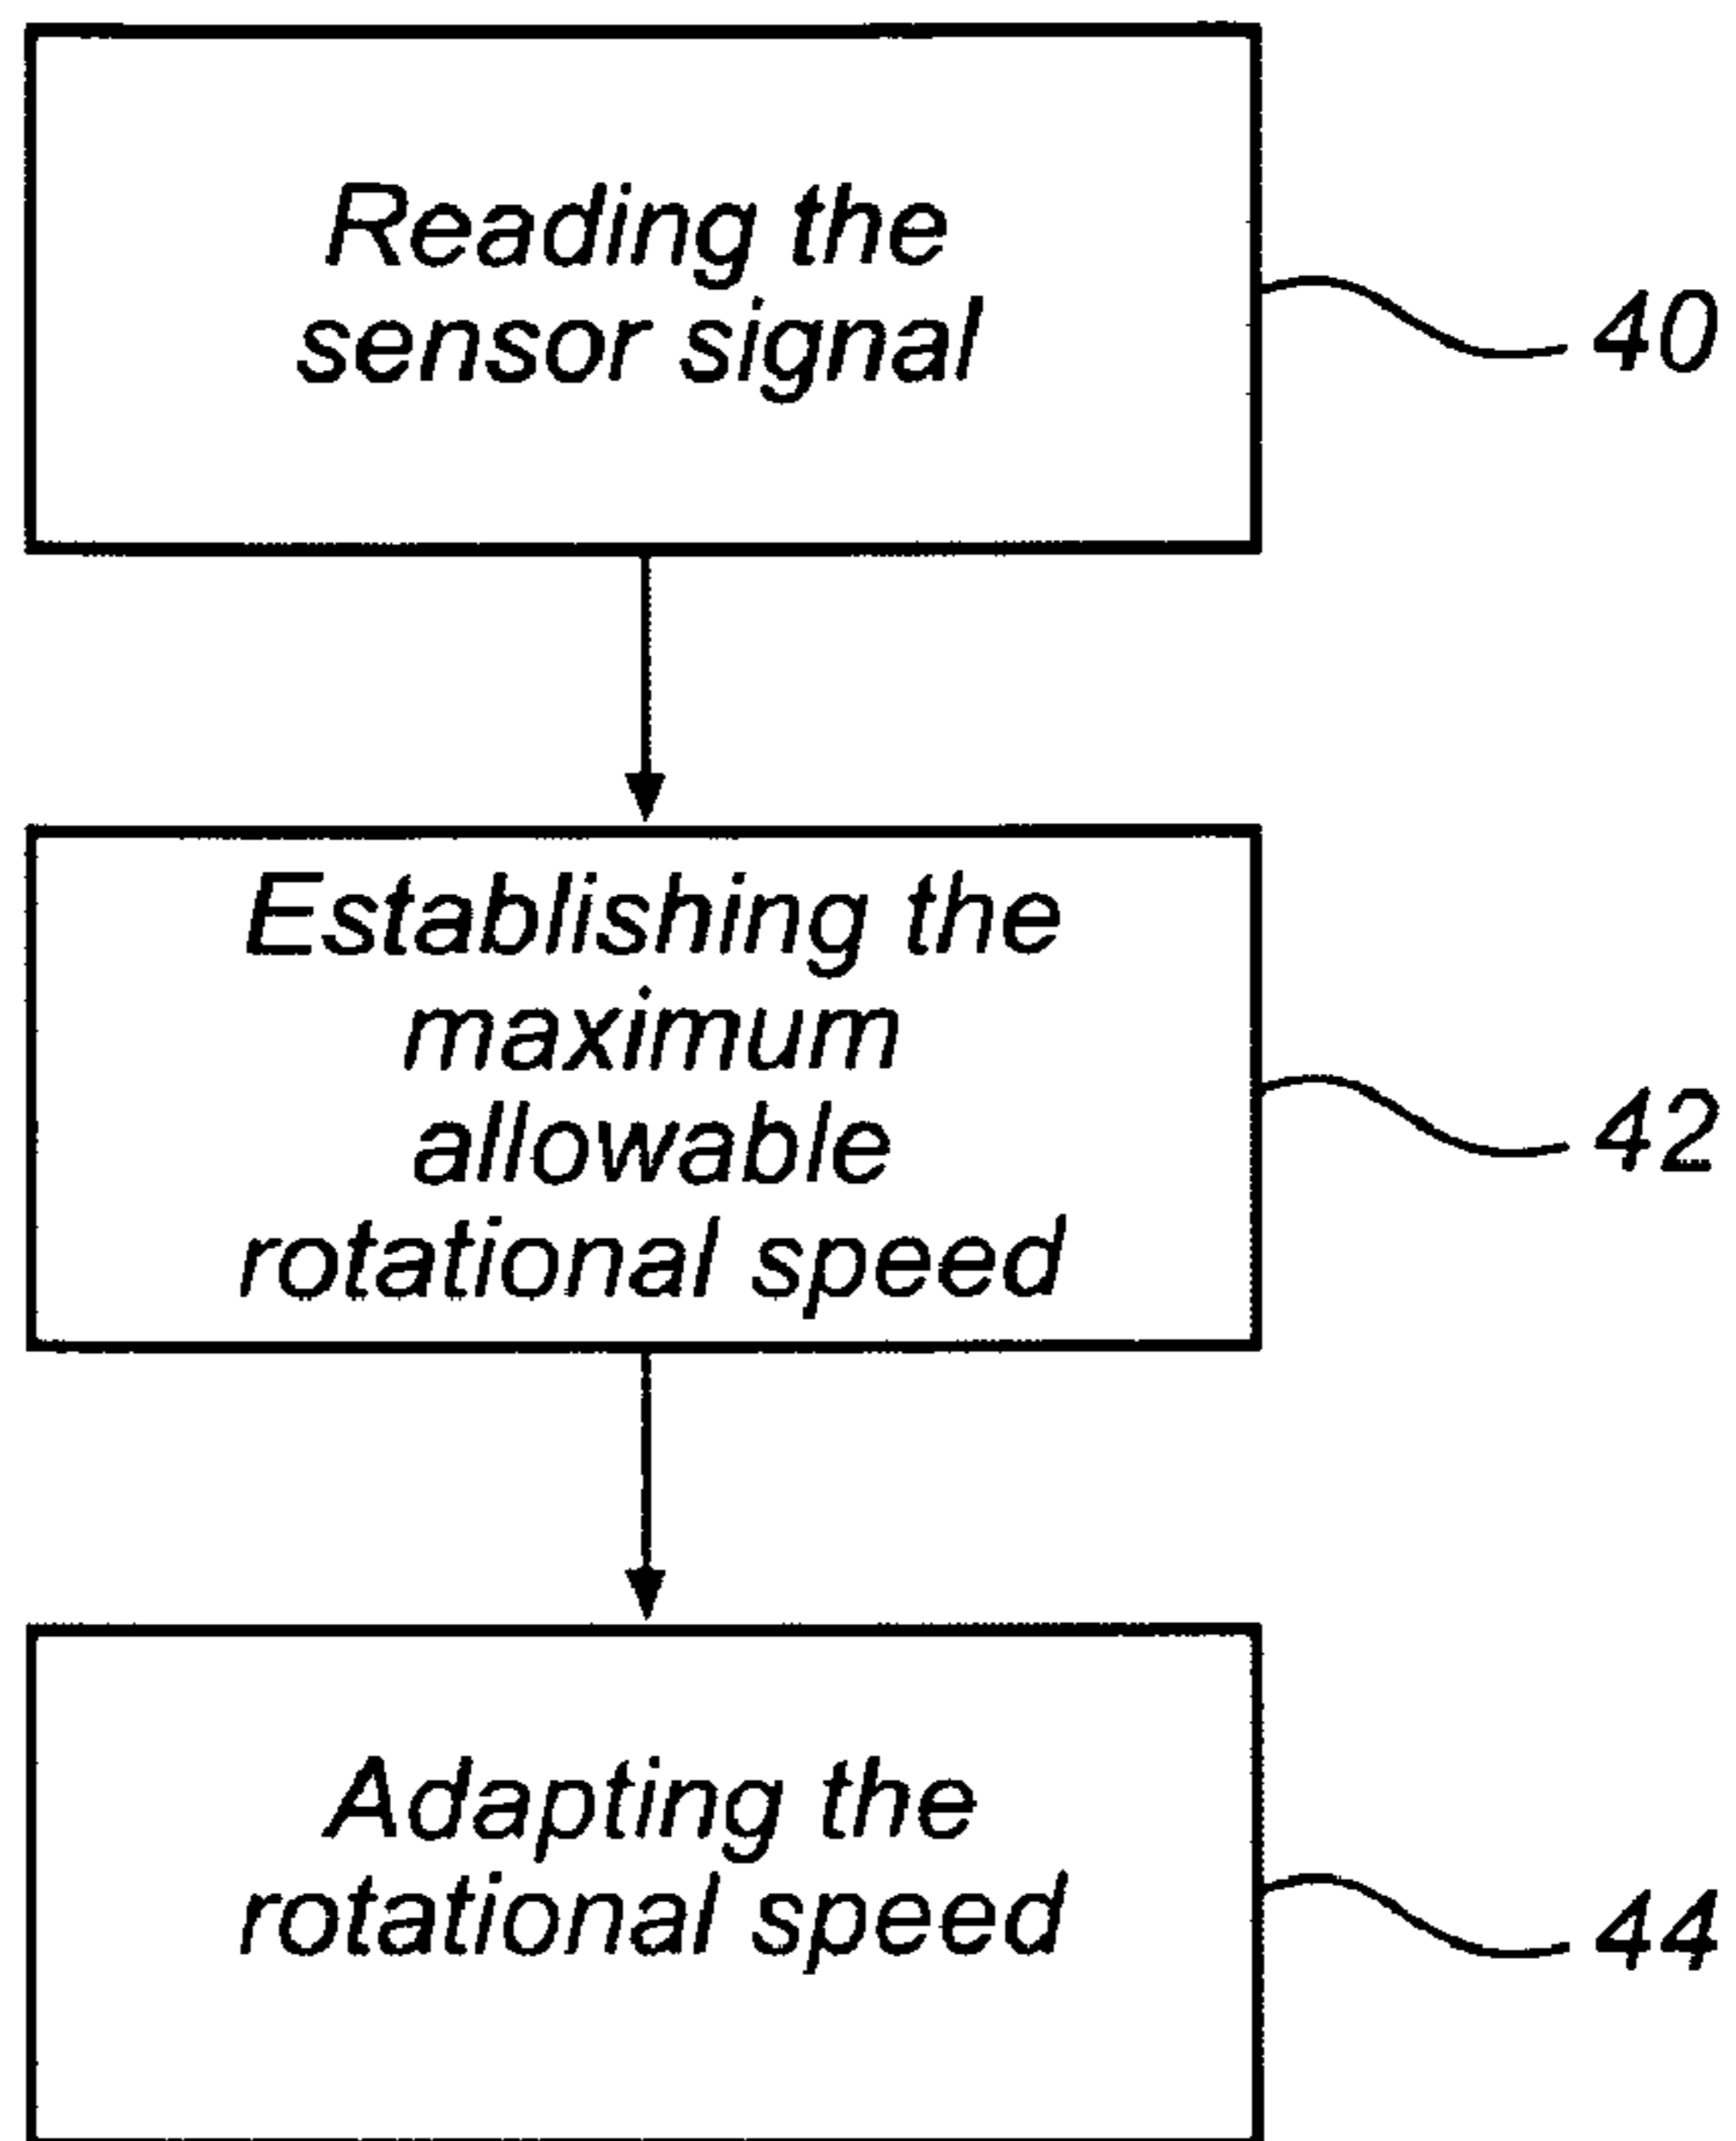 Reading the
sensor signal
40
Establishing the
maximum
allowable
rotational speed
42
Adapting the
rotational speed
44